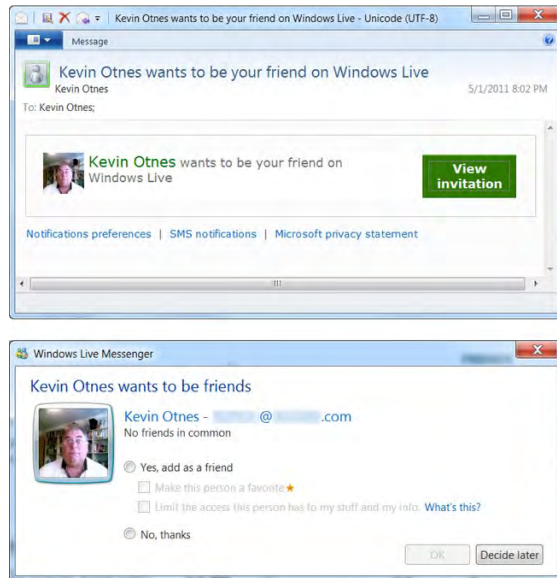 Kevin Otnes wants to be your friend on Windows Live - Unicode (UTF-8)
Message
Kevin Otnes wants to be your friend on Windows Live
Kevin Otnes
5/1/2011 8:02 PM
To: Kevin Otnes;
Kevin Otnes wants to be your friend on
Windows Live
View
invitation
Notifications preferences | SMS notifications | Microsoft privacy statement
Windows Live Messenger
Kevin Otnes wants to be friends
Kevin Otnes - @ .com
No friends in common
Yes, add as a friend
Make this person a favorite
Limit the access this person has to my stuff and my info. What's this?
No, thanks
OK
Decide later